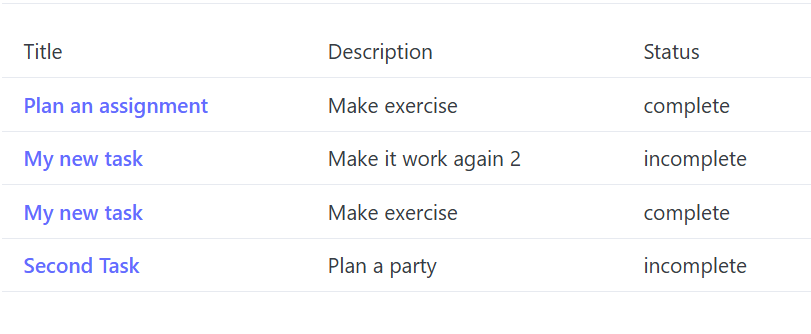 Title Description Status
Plan an assignment Make exercise complete
My new task Make it work again 2 incomplete
My new task Make exercise complete
Second Task Plan a party incomplete